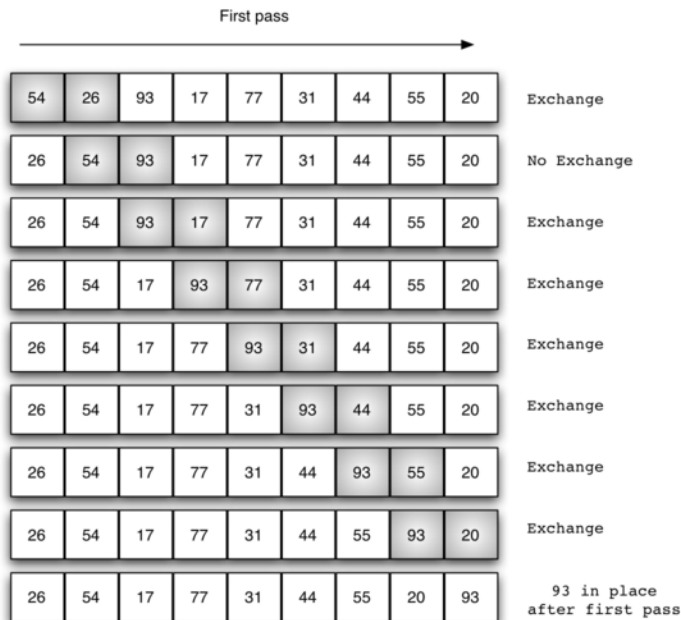 First pass
54 26 93 17 77 31 44 55 20 Exchange
26 54 93 17 77 31 44 55 20 No Exchange
26 54 93 17 77 31 44 55 20 Exchange
26 54 17 93 77 31 44 55 20 Exchange
26 54 17 77 93 31 44 55 20 Exchange
26 54 17 77 31 93 44 55 20 Exchange
26 54 17 77 31 44 93 55 20 Exchange
26 54 17 77 31 44 55 93 20 Exchange
26 54 17 77 31 44 55 20 93 93 in place
after first pass